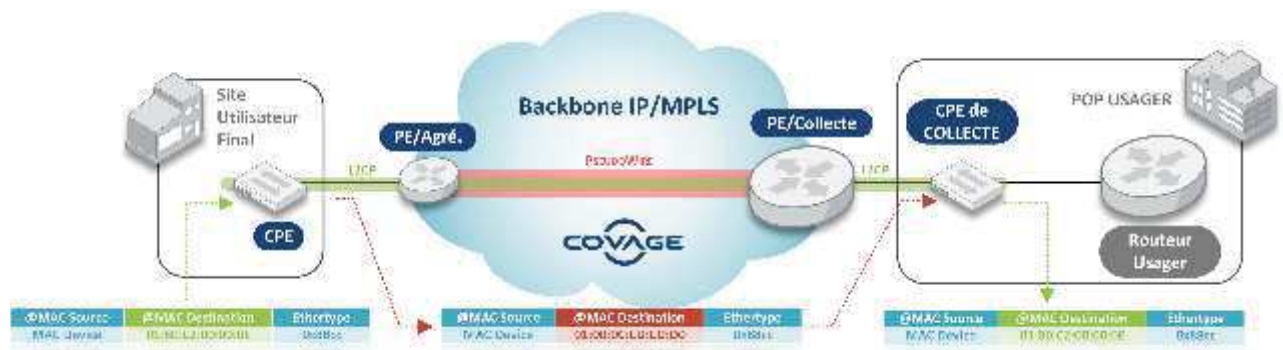 Site
Utilisateur
Final
CPE
L2CP
PE/Agré.
Backbone IP/MPLS
PseudoWire
COVAGE
PE/Collecte
L2CP
CPE de
COLLECTE
POP USAGER
Routeur
Usager
@MAC Source @MAC Destination Ethertype
MAC Device
@MAC Source @MAC Destination Ethertype
MAC Device
@MAC Source @MAC Destination Ethertype
MAC Device 0x88cc